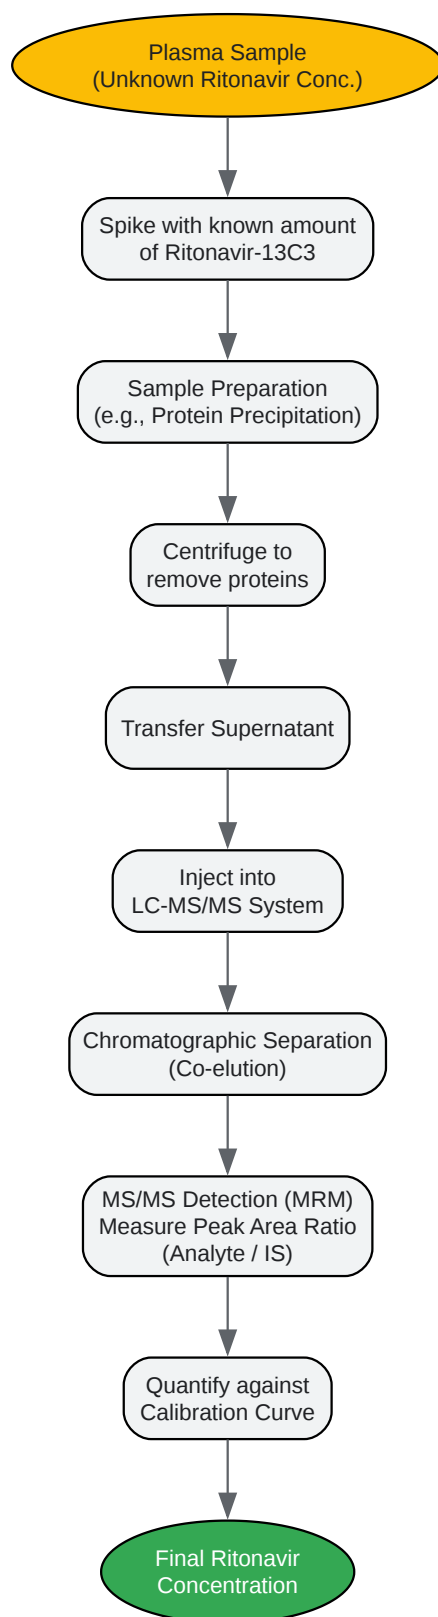 Plasma Sample
(Unknown Ritonavir Conc.)
Spike with known amount
of Ritonavir-13C3
Sample Preparation
(e.g., Protein Precipitation)
Centrifuge to
remove proteins
Transfer Supernatant
Inject into
LC-MS/MS System
Chromatographic Separation
(Co-elution)
MS/MS Detection (MRM)
Measure Peak Area Ratio
(Analyte / IS)
Quantify against
Calibration Curve
Final Ritonavir
Concentration